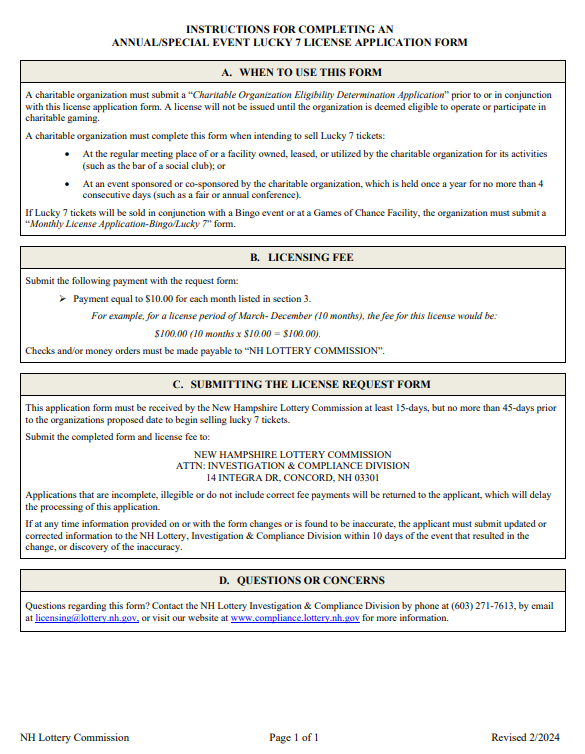 INSTRUCTIONS FOR COMPLETING AN
ANNUAL/SPECIAL EVENT LUCKY 7 LICENSE APPLICATION FORM
A. WHEN TO USE THIS FORM
A charitable organization must submit a “Charitable Organization Eligibility Determination Application” prior to or in conjunction
with this license application form. A license will not be issued until the organization is deemed eligible to operate or participate in
charitable gaming.
A charitable organization must complete this form when intending to sell Lucky 7 tickets:
• At the regular meeting place of or a facility owned, leased, or utilized by the charitable organization for its activities
(such as the bar of a social club); or
• At an event sponsored or co-sponsored by the charitable organization, which is held once a year for no more than 4
consecutive days (such as a fair or annual conference).
If Lucky 7 tickets will be sold in conjunction with a Bingo event or at a Games of Chance Facility, the organization must submit a
“Monthly License Application-Bingo/Lucky 7” form.
B. LICENSING FEE
Submit the following payment with the request form:
➢ Payment equal to $10.00 for each month listed in section 3.
For example, for a license period of March- December (10 months), the fee for this license would be:
$100.00 (10 months x $10.00 = $100.00).
Checks and/or money orders must be made payable to “NH LOTTERY COMMISSION”.
C. SUBMITTING THE LICENSE REQUEST FORM
This application form must be received by the New Hampshire Lottery Commission at least 15-days, but no more than 45-days prior
to the organizations proposed date to begin selling lucky 7 tickets.
Submit the completed form and license fee to:
NEW HAMPSHIRE LOTTERY COMMISSION
ATTN: INVESTIGATION & COMPLIANCE DIVISION
14 INTEGRA DR, CONCORD, NH 03301
Applications that are incomplete, illegible or do not include correct fee payments will be returned to the applicant, which will delay
the processing of this application.
If at any time information provided on or with the form changes or is found to be inaccurate, the applicant must submit updated or
corrected information to the NH Lottery, Investigation & Compliance Division within 10 days of the event that resulted in the
change, or discovery of the inaccuracy.
D. QUESTIONS OR CONCERNS
Questions regarding this form? Contact the NH Lottery Investigation & Compliance Division by phone at (603) 271-7613, by email
at licensing@lottery.nh.gov, or visit our website at www.compliance.lottery.nh.gov for more information.
NH Lottery Commission Page 1 of 1 Revised 2/2024